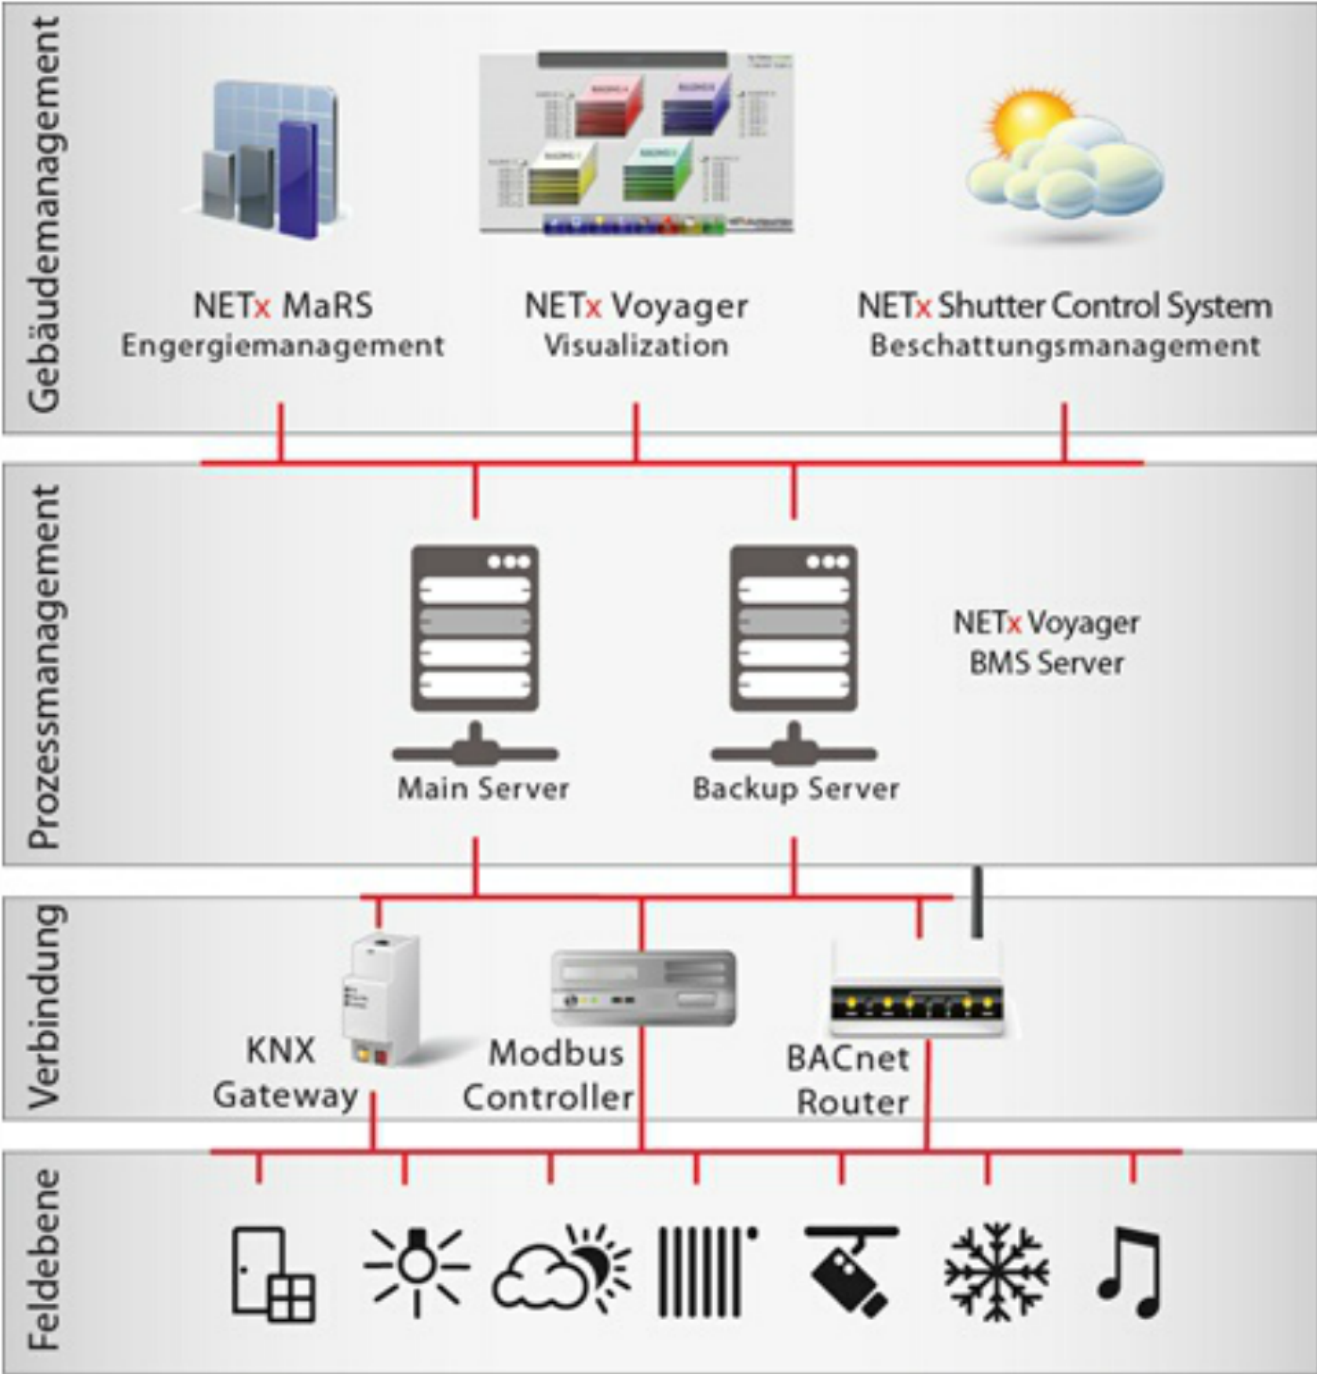 Gebäudemanagement
NETx MaRS
Engergiemanagement
NETx Voyager
Visualization
NETx Shutter Control System
Beschattungsmanagement
Prozessmanagement
Main Server
Backup Server
NETx Voyager
BMS Server
Verbindung
KNX
Gateway
Modbus
Controller
BACnet
Router
Feldebene